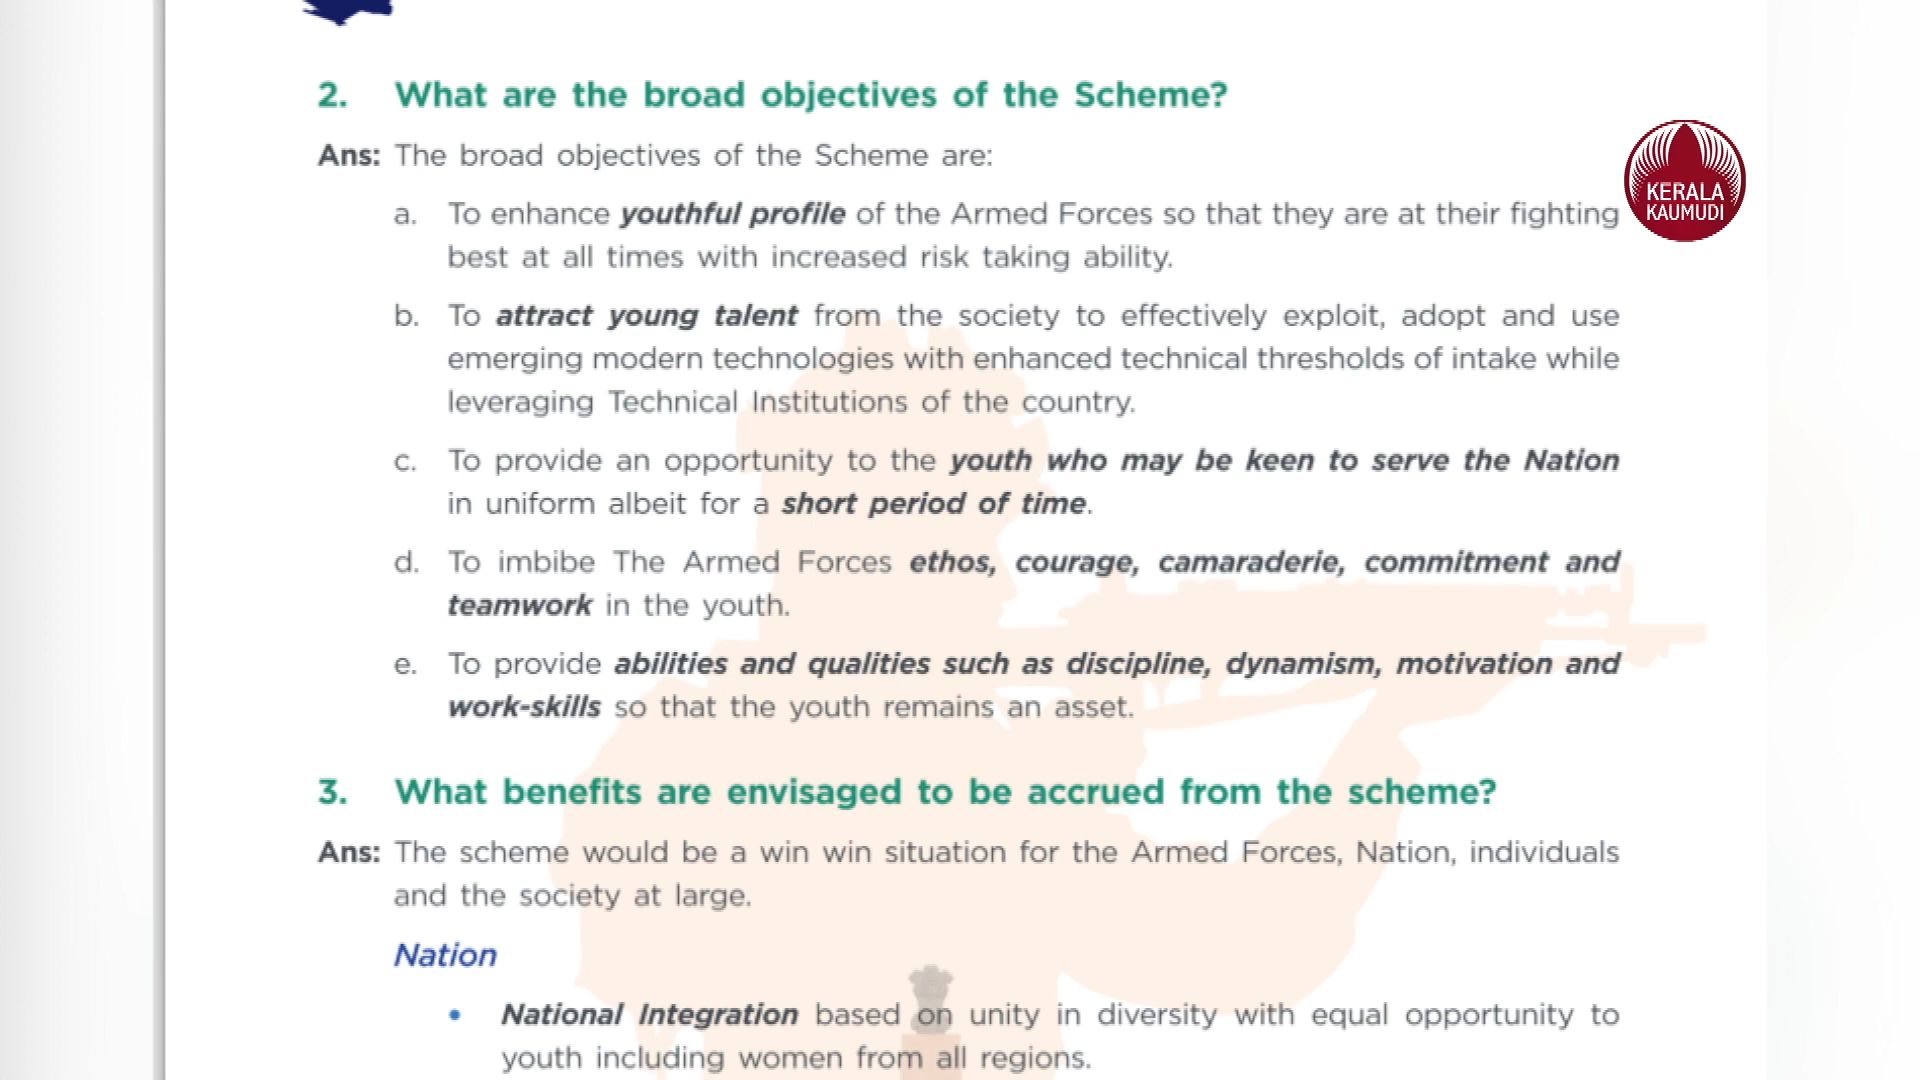 2. What are the broad objectives of the Scheme?
Ans: The broad objectives of the Scheme are:
a. To enhance youthful profile of the Armed Forces so that they are at their fighting
best at all times with increased risk taking ability.
KERALA
KAUMUDI
b. To attract young talent from the society to effectively exploit, adopt and use
emerging modern technologies with enhanced technical thresholds of intake while
leveraging Technical Institutions of the country.
c. To provide an opportunity to the youth who may be keen to serve the Nation
in uniform albeit for a short period of time.
d. To imbibe The Armed Forces ethos, courage, camaraderie, commitment and
teamwork in the youth.
e. To provide abilities and qualities such as discipline, dynamism, motivation and
work-skills so that the youth remains an asset.
3. What benefits are envisaged to be accrued from the scheme?
Ans: The scheme would be a win win situation for the Armed Forces, Nation, individuals
and the society at large.
Nation
• National Integration based on unity in diversity with equal opportunity to
youth including women from all regions.